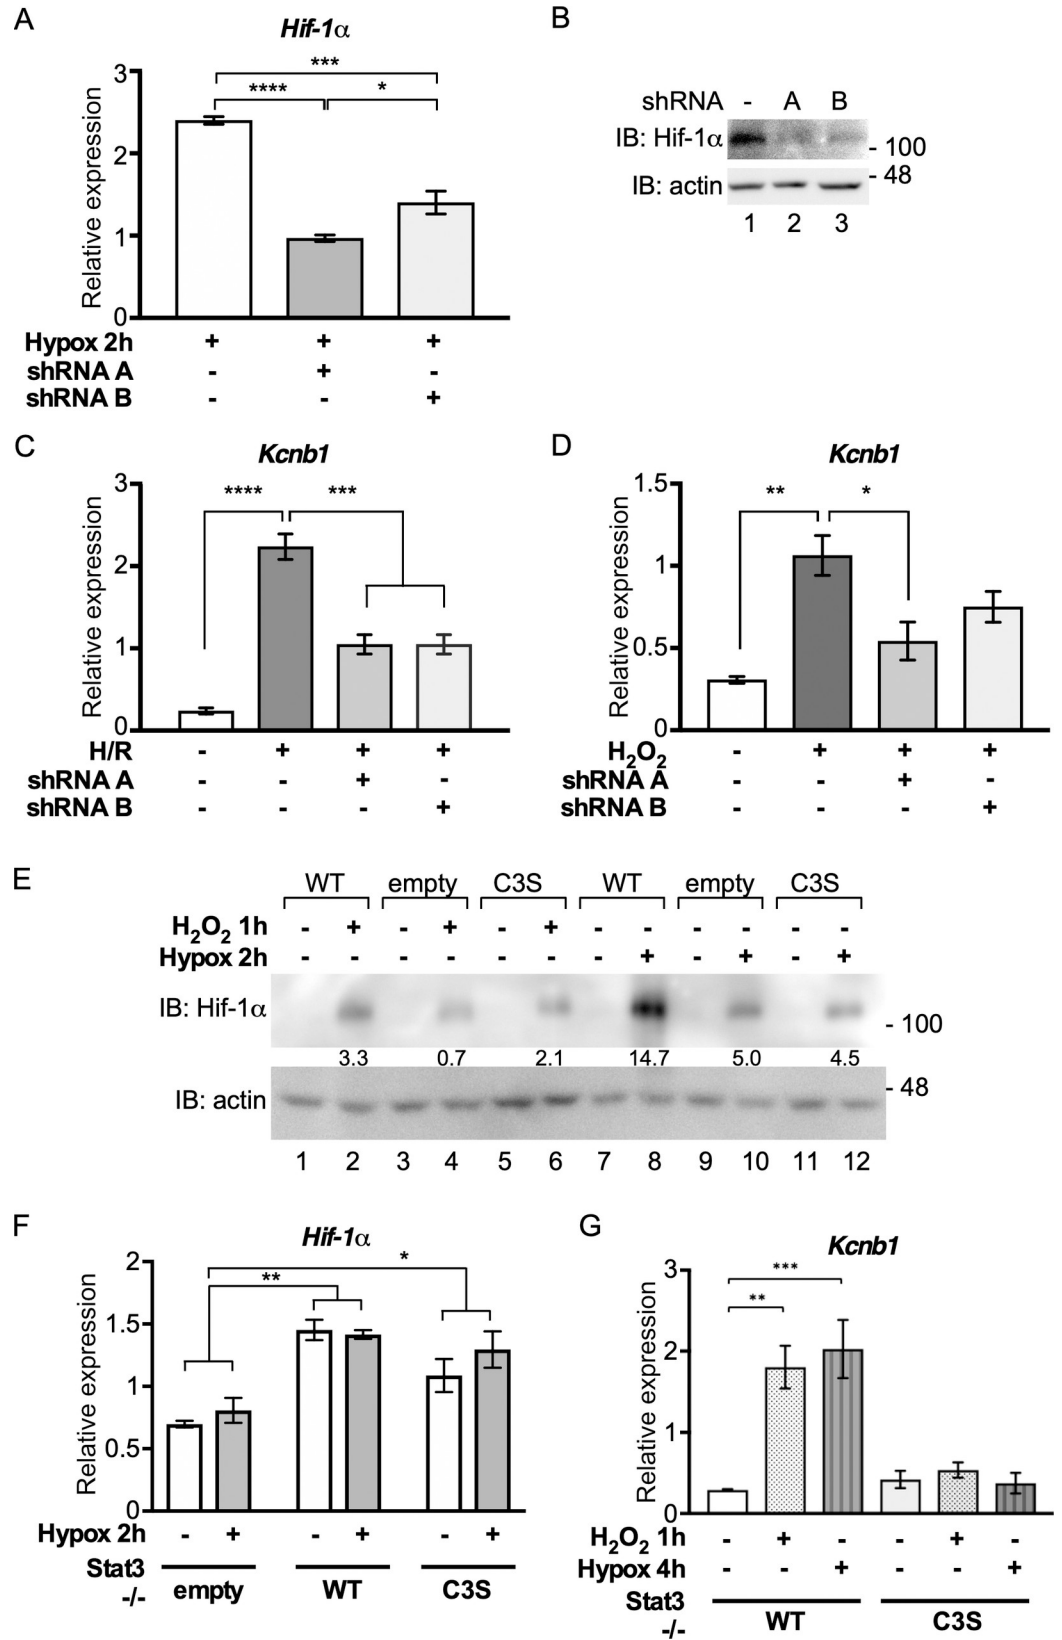 A
Hif-1α
***
**** *
3
2
1
0
Relative expression
Hypox 2h + + +
shRNA A - + -
shRNA B - - +
B
shRNA - A B
IB: Hif-1α - 100
- 48
IB: actin
1 2 3
C
Kcnb1
**** ***
3
2
1
0
Relative expression
H/R - + + +
shRNA A - - + -
shRNA B - - - +
D
Kcnb1
** *
1.5
1
0.5
0
Relative expression
H2O2 - + + +
shRNA A - - + -
shRNA B - - - +
E
WT empty C3S WT empty C3S
H2O2 1h - + - + - + - - - - - -
Hypox 2h - - - - - - - + - + - +
IB: Hif-1α - 100
3.3 0.7 2.1 14.7 5.0 4.5
- 48
IB: actin
1 2 3 4 5 6 7 8 9 10 11 12
F
Hif-1α
*
**
2
1.5
1
0.5
0
Relative expression
Hypox 2h - + - + - +
Stat3
-/-
empty WT C3S
G
Kcnb1
***
**
3
2
1
0
Relative expression
H2O2 1h - + - - + -
Hypox 4h - - + - - +
Stat3
-/-
WT C3S